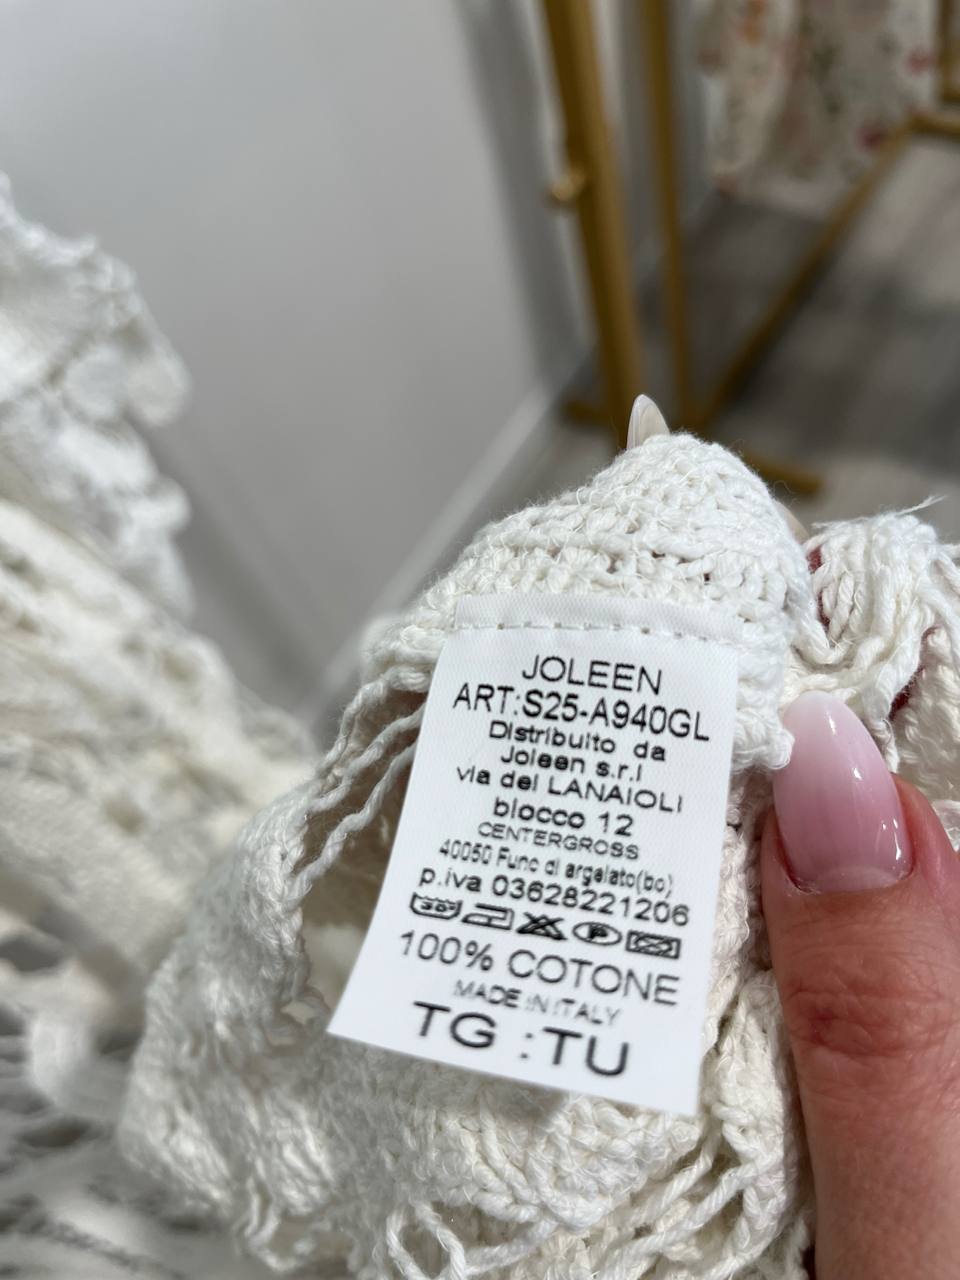 JOLEEN
ART:S25-A940GL
Distribuito da
Joleen s.r.l
via dei LANAIOLI
blocco 12
CENTERGROSS
40050 Funo di argelato(bo)
p.iva 03628221206
100% COTONE
MADE IN ITALY
TG :TU